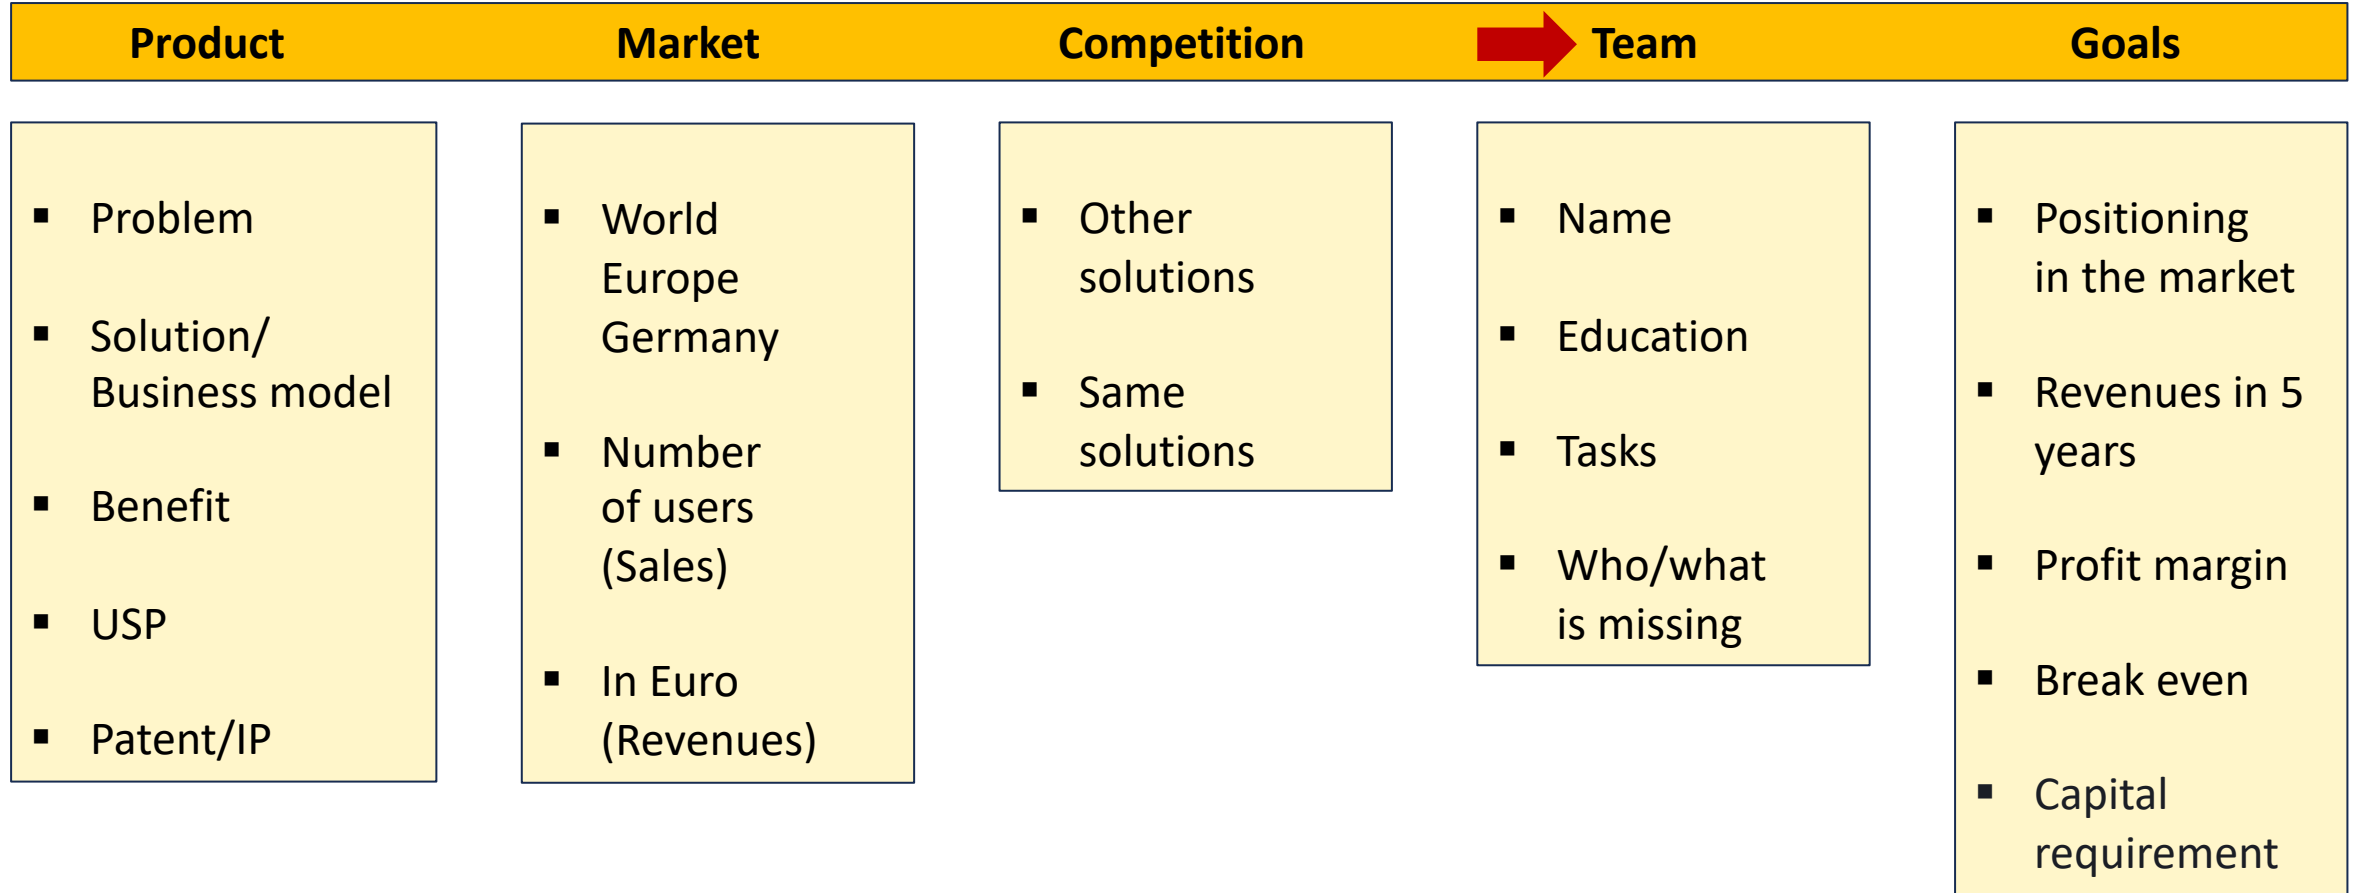 Product
Market
Competition
Team
Goals
Problem
Solution/
Business model
Benefit
USP
Patent/IP
World
Europe
Germany
Number
of users
(Sales)
In Euro
(Revenues)
Other
solutions
Same
solutions
Name
Education
Tasks
Who/what
is missing
Positioning
in the market
Revenues in 5
years
Profit margin
Break even
Capital
requirement